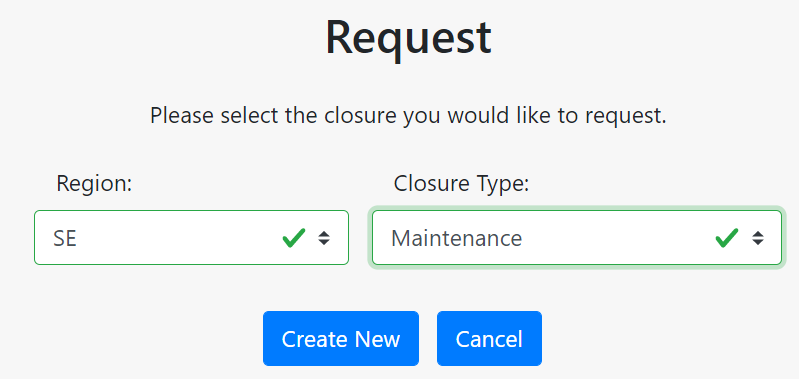 Request
Please select the closure you would like to request.
Region:
Closure Type:
SE
Maintenance
Create New
Cancel